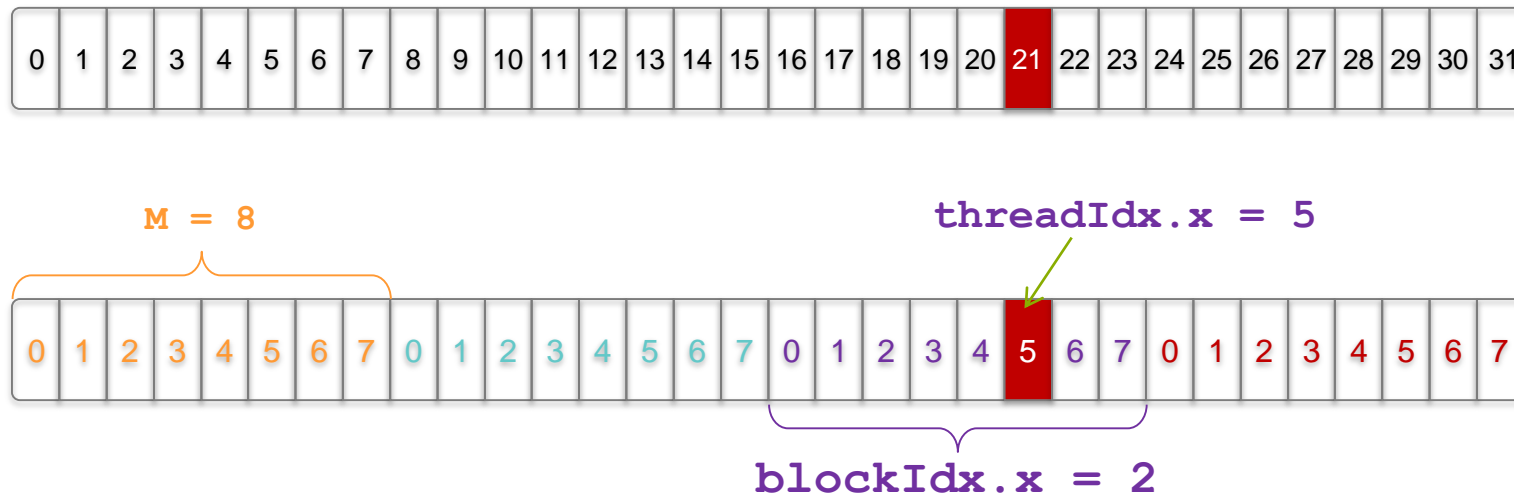 0 1 2 3 4 5 6 7 8 9 10 11 12 13 14 15 16 17 18 19 20 21 22 23 24 25 26 27 28 29 30 31
M = 8
threadIdx.x = 5
0 1 2 3 4 5 6 7 0 1 2 3 4 5 6 7 0 1 2 3 4 5 6 7 0 1 2 3 4 5 6 7
blockIdx.x = 2